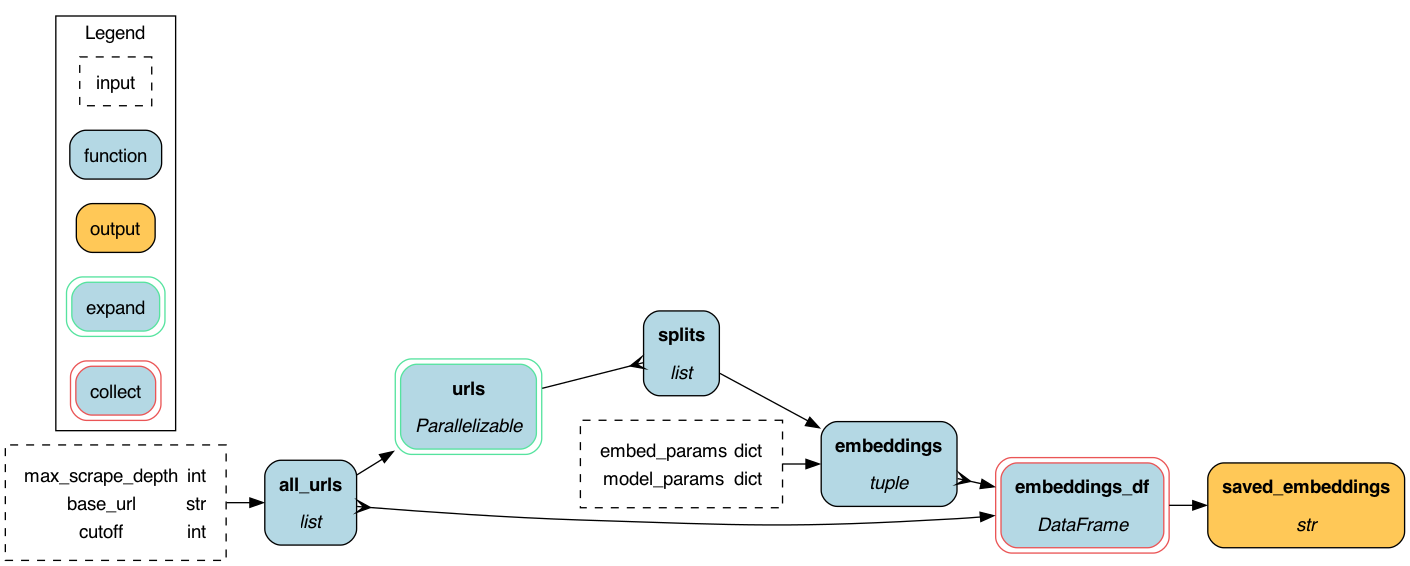 Legend
input
function
output
expand
collect
max_scrape_depth int
base_url str
cutoff int
all_urls
list
urls
Parallelizable
splits
list
embed_params dict
model_params dict
embeddings
tuple
embeddings_df
DataFrame
saved_embeddings
str